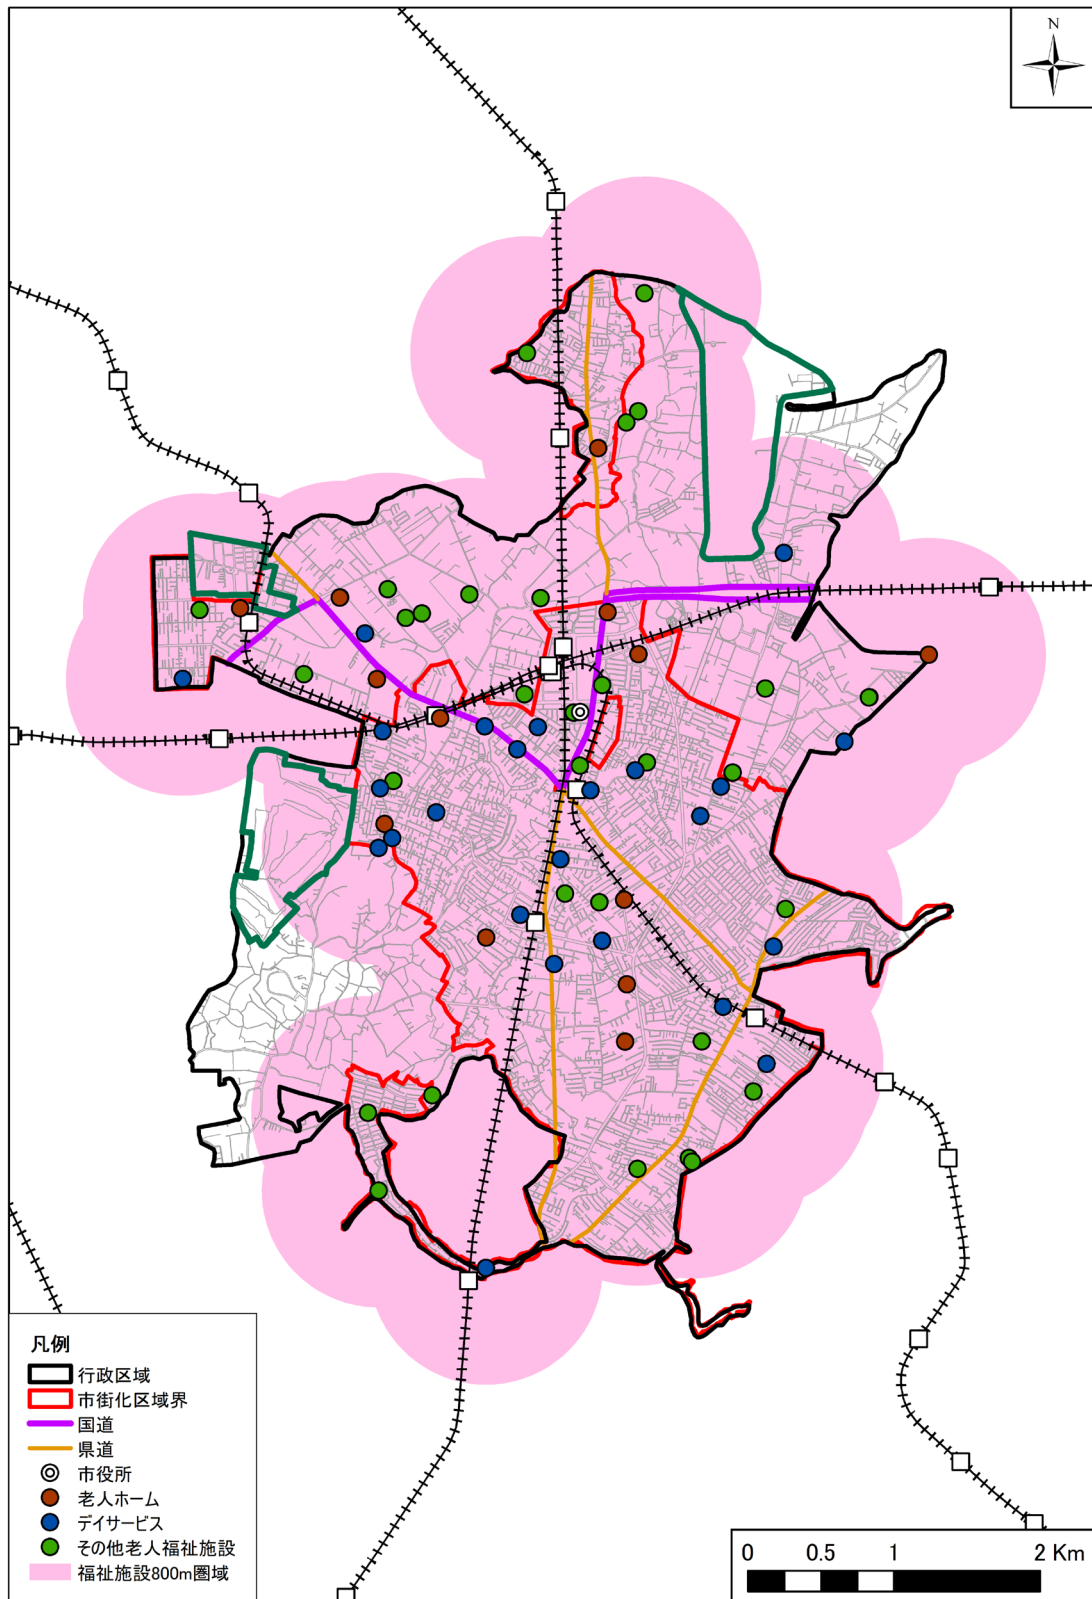 N
凡例
行政区域
市街化区域界
国道
県道
市役所
老人ホーム
デイサービス
その他老人福祉施設
福祉施設800m圏域
0 0.5 1 2 Km